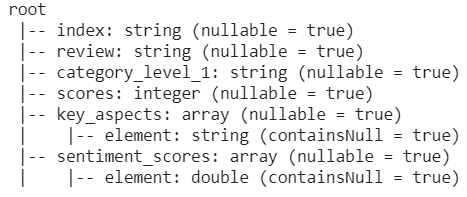 root
 |-- index: string (nullable = true)
 |-- review: string (nullable = true)
 |-- category_level_1: string (nullable = true)
 |-- scores: integer (nullable = true)
 |-- key_aspects: array (nullable = true)
 |    |-- element: string (containsNull = true)
 |-- sentiment_scores: array (nullable = true)
 |    |-- element: double (containsNull = true)